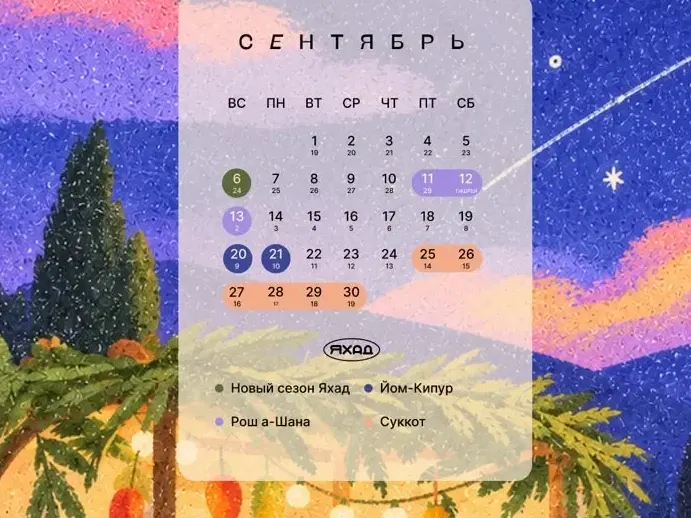 СЕНТЯБРЬ
ВС ПН ВТ СР ЧТ ПТ СБ
1 2 3 4 5
19 20 21 22 23
6 7 8 9 10 11 12
24 25 26 27 28 29 ТИШРЕЙ
13 14 15 16 17 18 19
2 3 4 5 6 7 8
20 21 22 23 24 25 26
9 10 11 12 13 14 15
27 28 29 30
16 17 18 19
ЯХАД
Новый сезон Яхад Йом-Кипур
Рош а-Шана Суккот